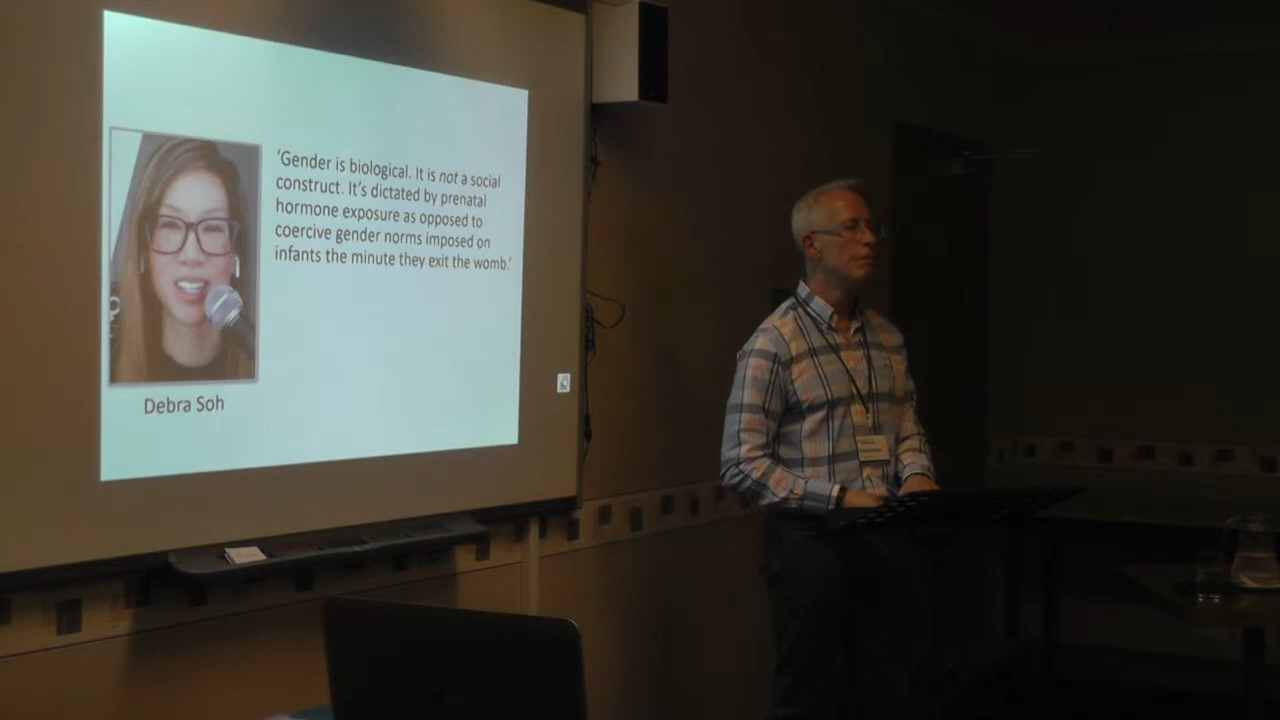 'Gender is biological. It is not a social
construct. It's dictated by prenatal
hormone exposure as opposed to
coercive gender norms imposed on
infants the minute they exit the womb.'
Debra Soh